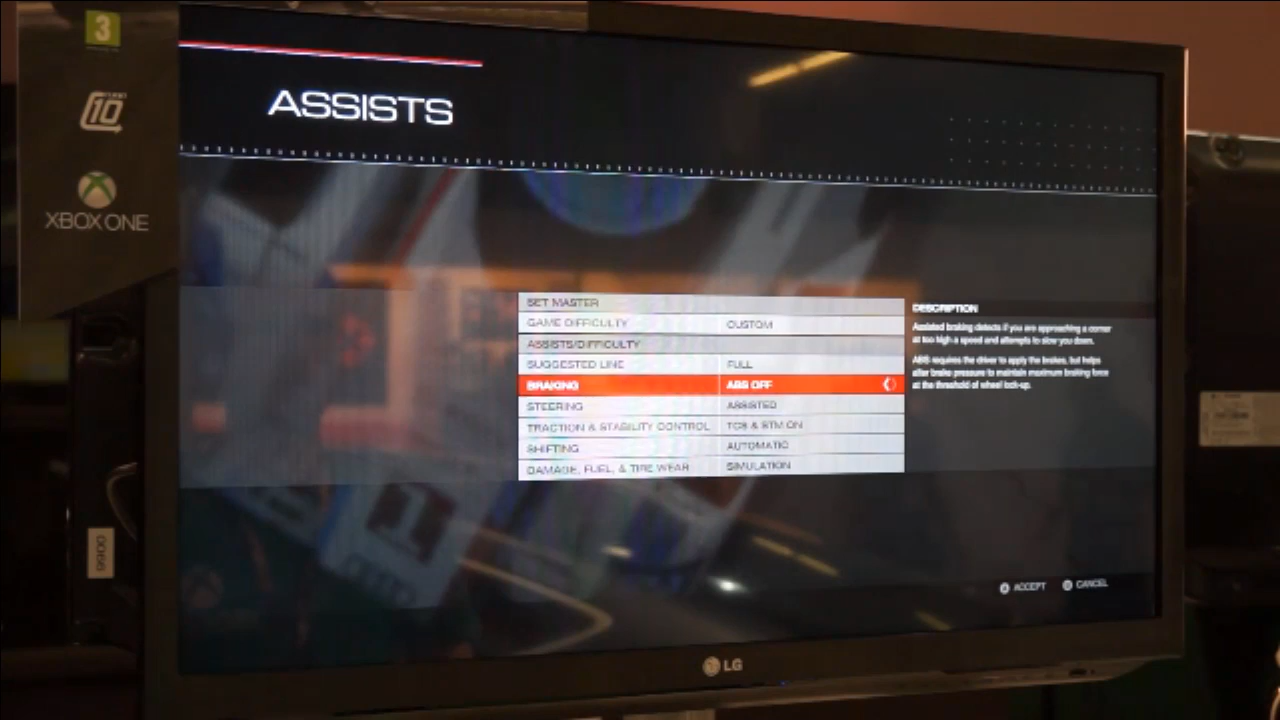 3
10
XBOX ONE
ASSISTS
SET MASTER
GAME DIFFICULTY CUSTOM
ASSISTS/DIFFICULTY
SUGGESTED LINE FULL
BRAKING ABS OFF
STEERING ASSISTED
TRACTION & STABILITY CONTROL TCS & STM ON
SHIFTING AUTOMATIC
DAMAGE, FUEL, & TIRE WEAR SIMULATION
DESCRIPTION
Assisted braking detects if you are approaching a corner
at too high a speed and attempts to slow you down.
ABS requires the driver to apply the brakes, but helps
alter brake pressure to maintain maximum braking force
at the threshold of wheel lock-up.
1
ACCEPT CANCEL
0066
LG